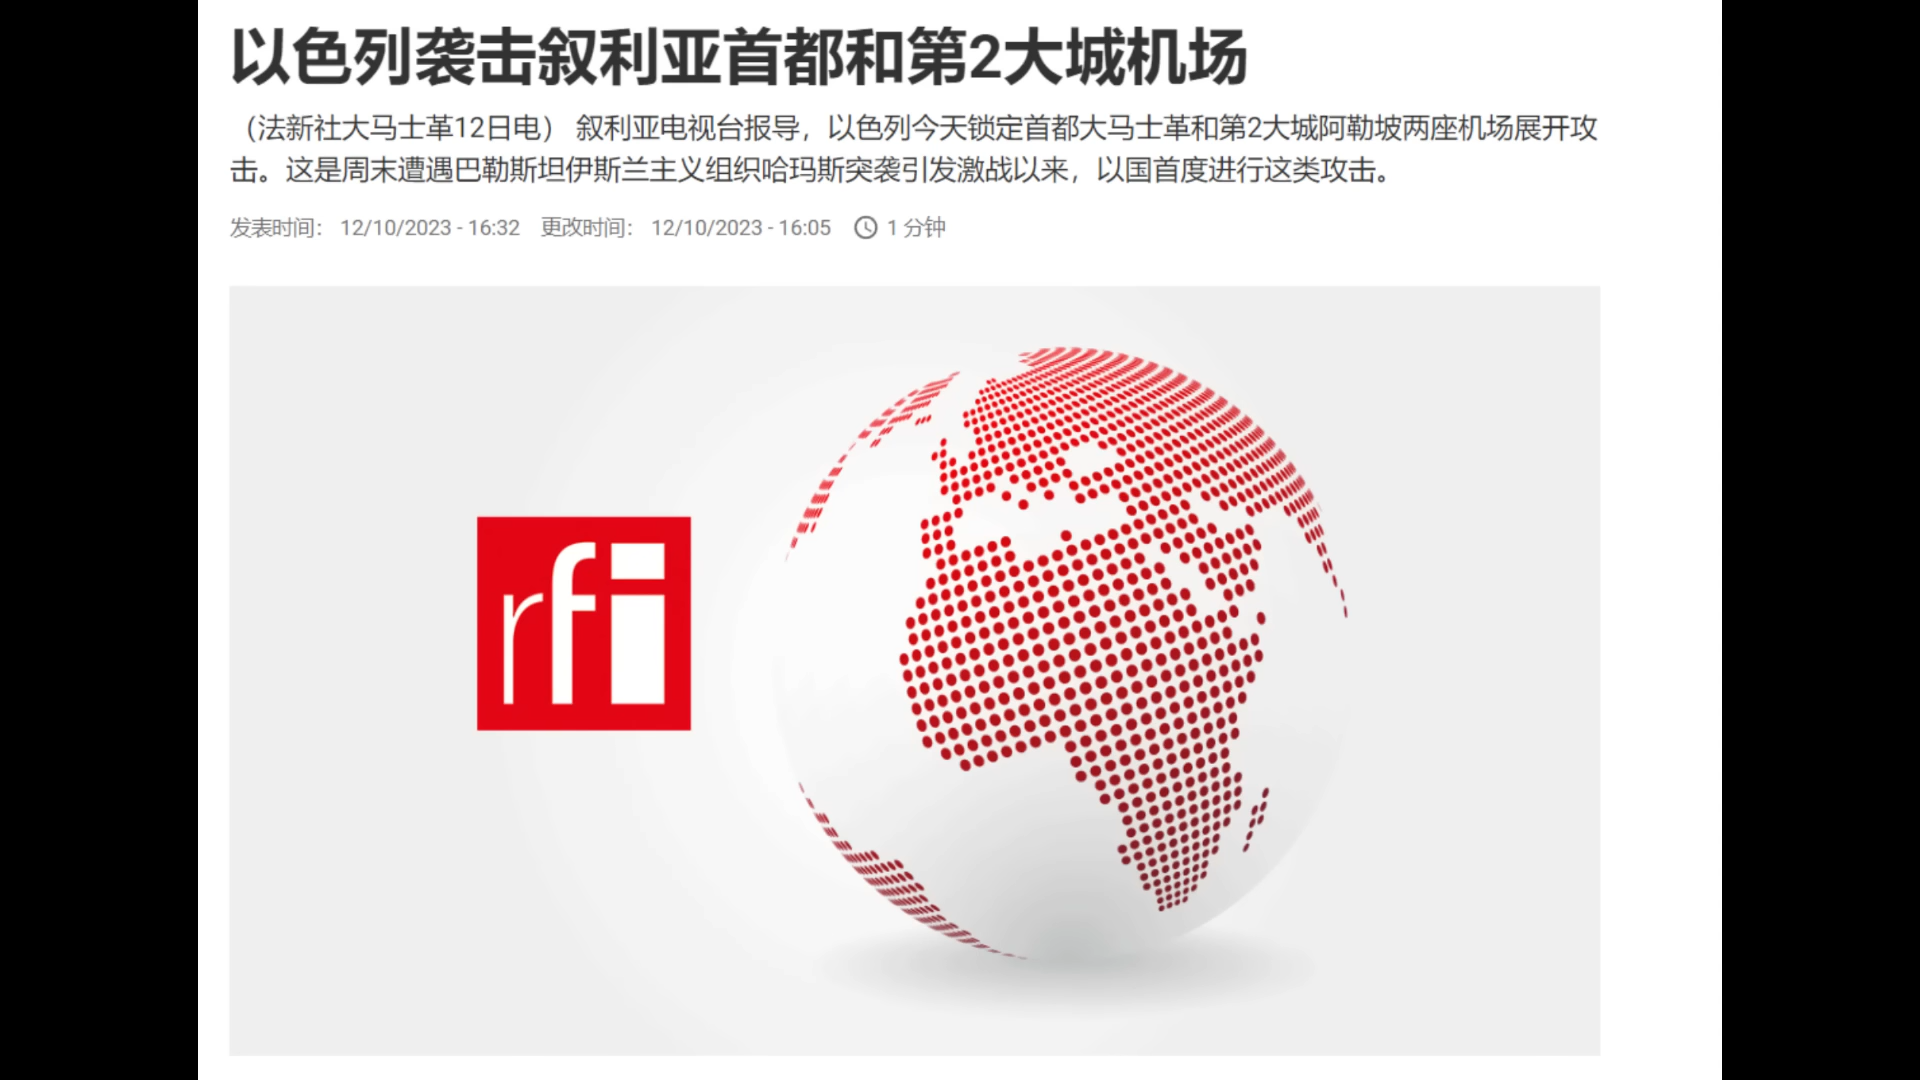 以色列袭击叙利亚首都和第2大城机场
（法新社大马士革12日电） 叙利亚电视台报导，以色列今天锁定首都大马士革和第2大城阿勒坡两座机场展开攻
击。这是周末遭遇巴勒斯坦伊斯兰主义组织哈玛斯突袭引发激战以来，以国首度进行这类攻击。
发表时间： 12/10/2023 - 16:32 更改时间： 12/10/2023 - 16:05 1 分钟
rfi